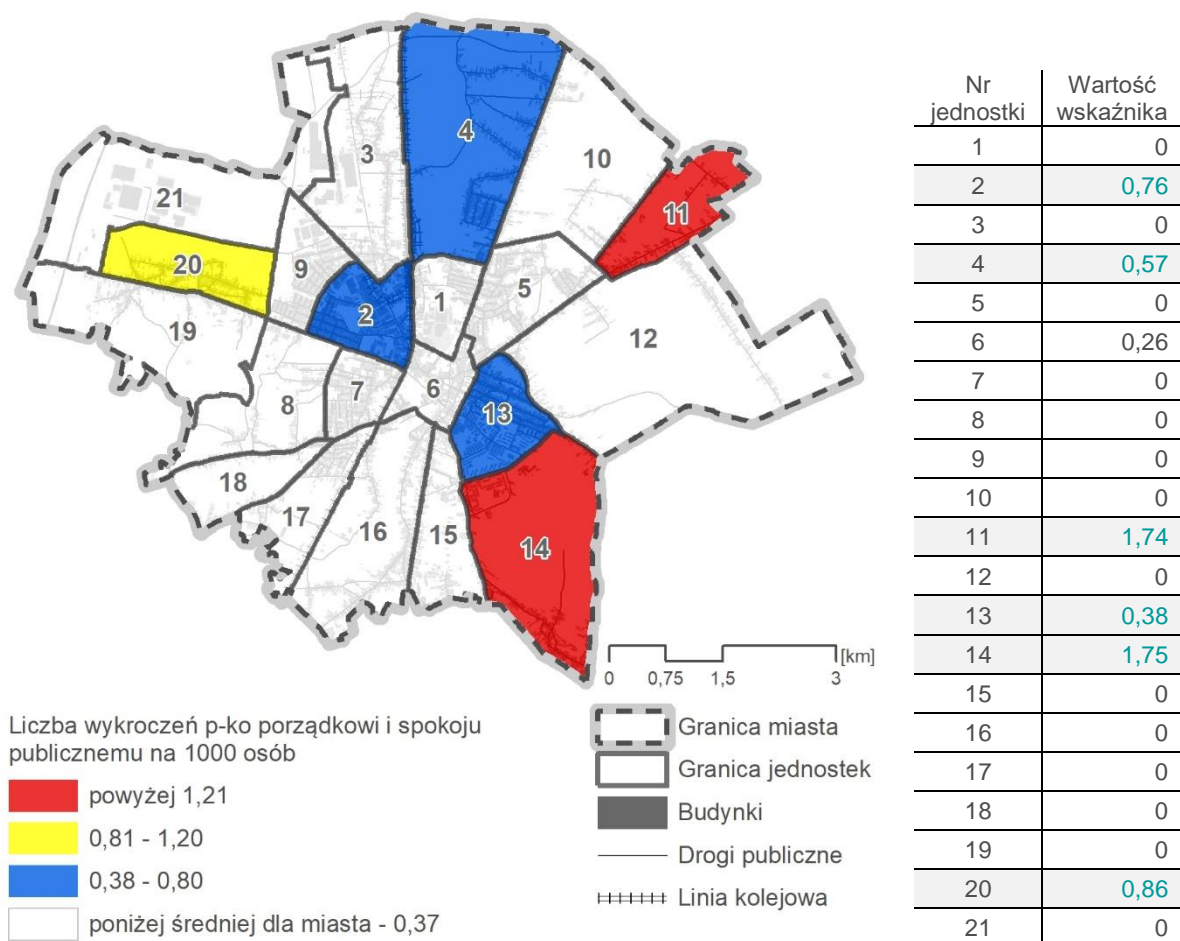 4
3
10
21
11
20
9
5
1
2
19
12
6
7
8
13
18
17
16
15
14
[km]
0 0,75 1,5 3
Liczba wykroczeń p-ko porządkowi i spokoju
publicznemu na 1000 osób
powyżej 1,21
0,81 - 1,20
0,38 - 0,80
poniżej średniej dla miasta - 0,37
Granica miasta
Granica jednostek
Budynki
Drogi publiczne
Linia kolejowa
Nr Wartość
jednostki wskaźnika
1 0
2 0,76
3 0
4 0,57
5 0
6 0,26
7 0
8 0
9 0
10 0
11 1,74
12 0
13 0,38
14 1,75
15 0
16 0
17 0
18 0
19 0
20 0,86
21 0